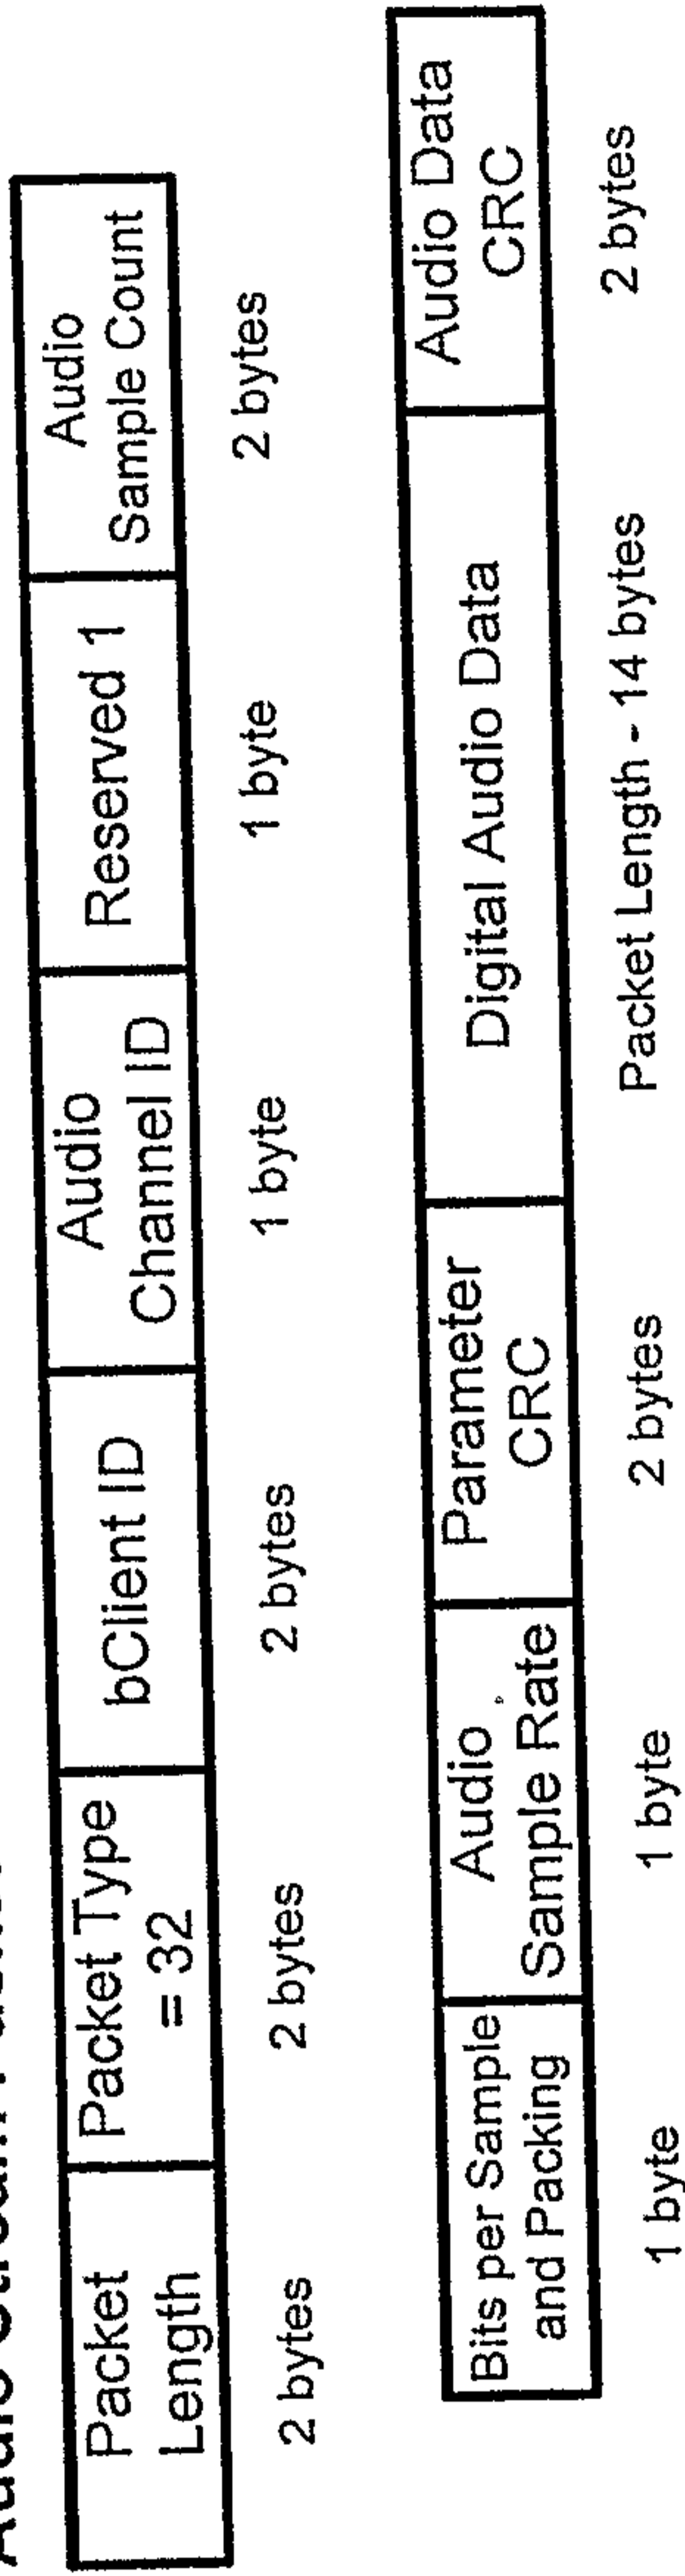 Packet
Length
Packet Type
= 32
bClient ID
Audio
Channel ID
Reserved 1
Audio
Sample Count
2 bytes
2 bytes
2 bytes
1 byte
1 byte
2 bytes
Bits per Sample
and Packing
Audio
Sample Rate
Parameter
CRC
Digital Audio Data
Audio Data
CRC
1 byte
1 byte
2 bytes
Packet Length - 14 bytes
2 bytes